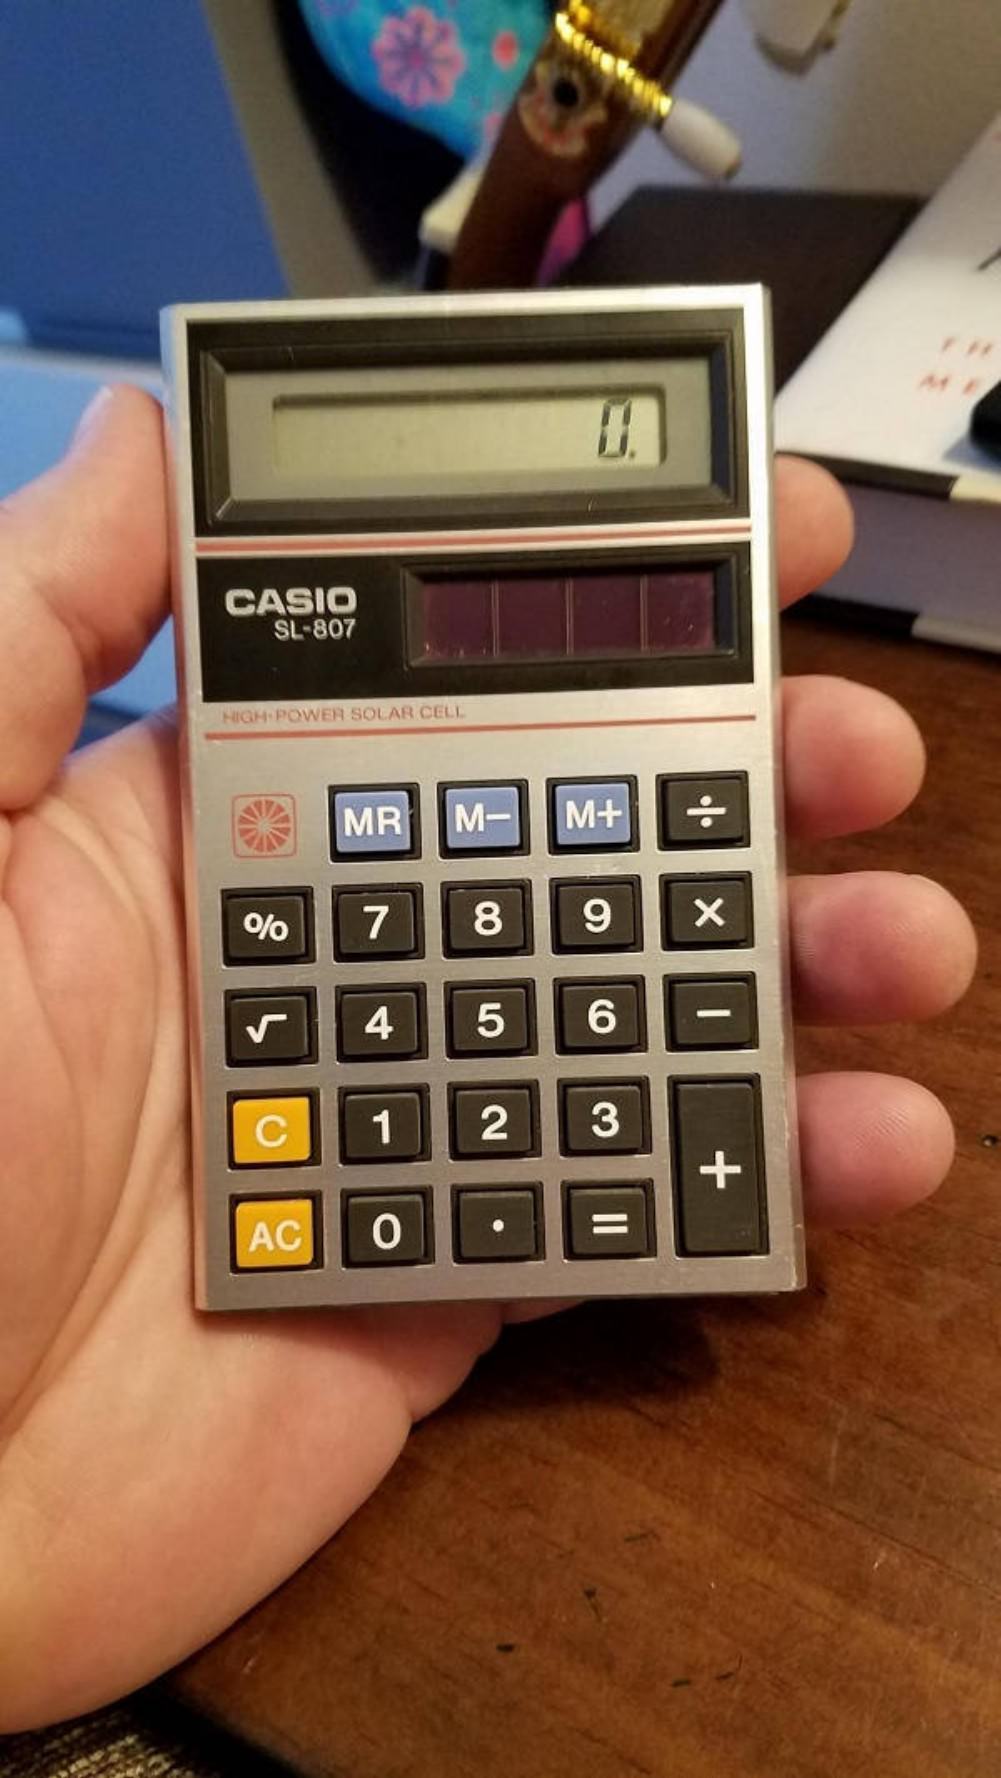 0.
CASIO
SL-807
HIGH-POWER SOLAR CELL
MR M− M+ ÷
% 7 8 9 ×
√ 4 5 6 −
C 1 2 3
+
AC 0 · =